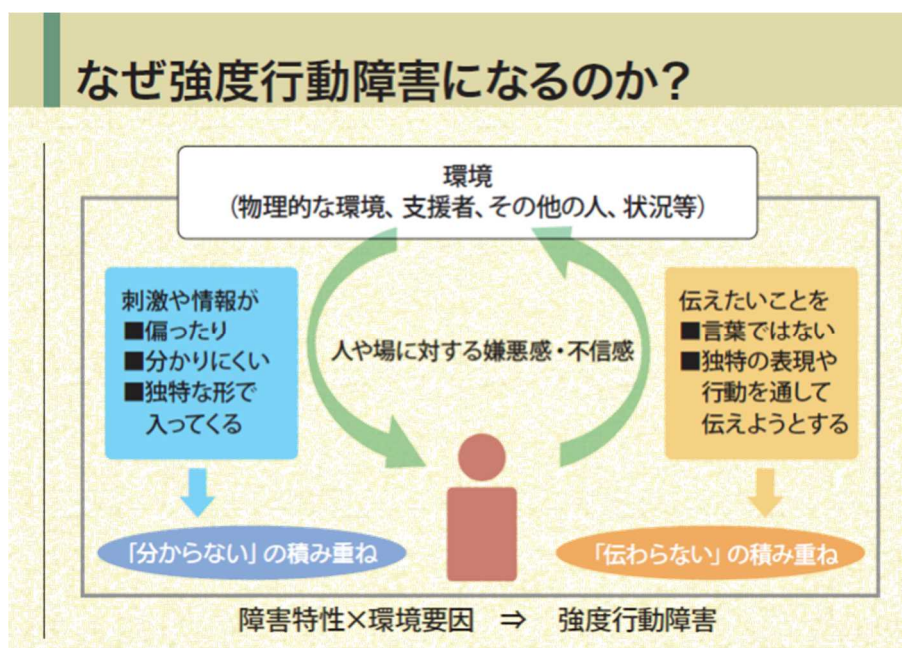 なぜ強度行動障害になるのか？
環境
（物理的な環境、支援者、その他の人、状況等）
刺激や情報が
■偏ったり
■分かりにくい
■独特な形で
入ってくる
人や場に対する嫌悪感・不信感
伝えたいことを
■言葉ではない
■独特の表現や
行動を通して
伝えようとする
「分からない」の積み重ね
「伝わらない」の積み重ね
障害特性×環境要因 ⇒ 強度行動障害